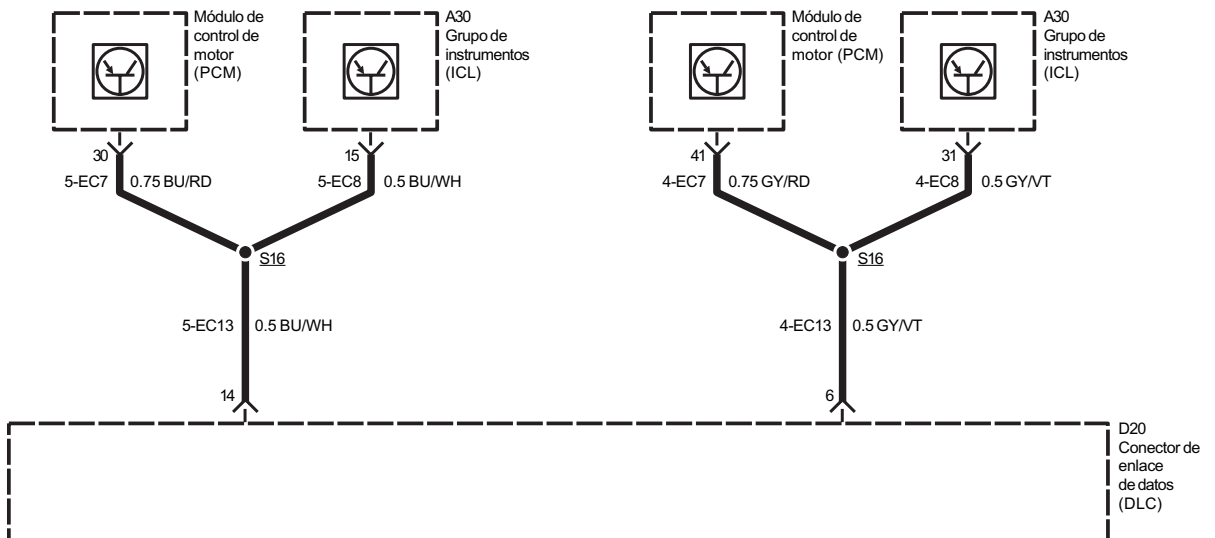 Módulo de
control de
motor
(PCM)
A30
Grupo de
instrumentos
(ICL)
Módulo de
control de
motor (PCM)
A30
Grupo de
instrumentos
(ICL)
30
15
41
31
5-EC7
0.75 BU/RD
5-EC8
0.5 BU/WH
4-EC7
0.75 GY/RD
4-EC8
0.5 GY/VT
S16
S16
5-EC13
0.5 BU/WH
4-EC13
0.5 GY/VT
14
6
D20
Conector de
enlace
de datos
(DLC)